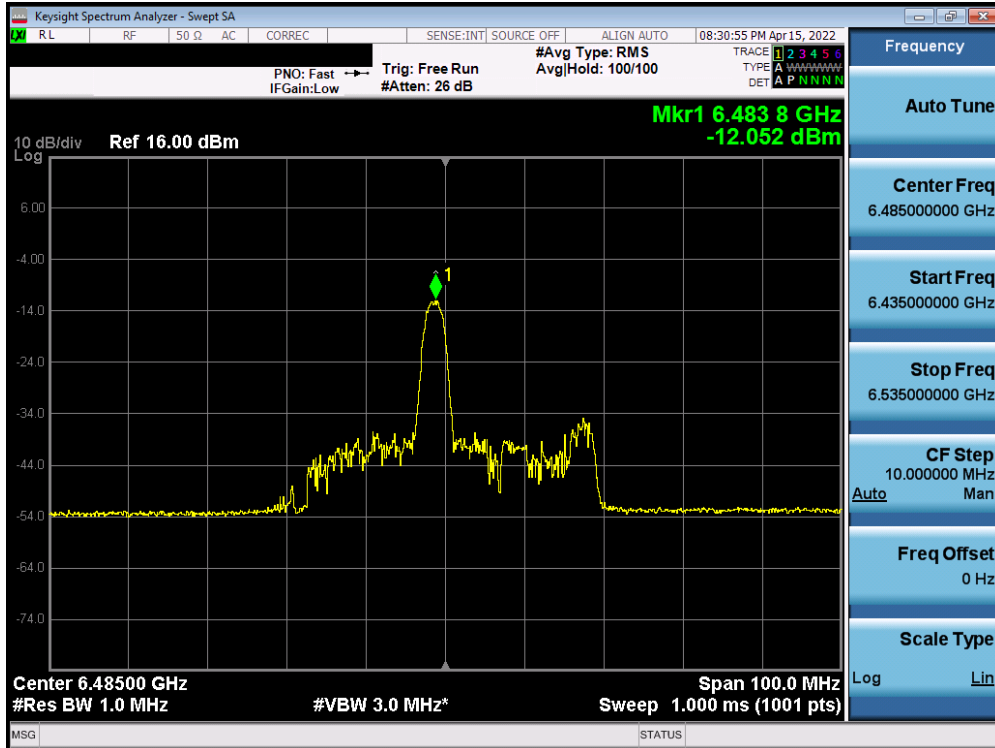 Keysight Spectrum Analyzer - Swept SA
LXI RL RF 50 Ω AC CORREC SENSE:INT SOURCE OFF ALIGN AUTO 08:30:55 PM Apr 15, 2022
PNO: Fast
IFGain:Low
Trig: Free Run
#Atten: 26 dB
#Avg Type: RMS
Avg|Hold: 100/100
TRACE 1 2 3 4 5 6
TYPE A WWWWW
DET A P N N N N
Mkr1 6.483 8 GHz
-12.052 dBm
10 dB/div Ref 16.00 dBm
Log
1
6.00
-4.00
-14.0
-24.0
-34.0
-44.0
-54.0
-64.0
-74.0
Center 6.48500 GHz Span 100.0 MHz
#Res BW 1.0 MHz #VBW 3.0 MHz* Sweep 1.000 ms (1001 pts)
MSG STATUS
Frequency
Auto Tune
Center Freq
6.485000000 GHz
Start Freq
6.435000000 GHz
Stop Freq
6.535000000 GHz
CF Step
10.000000 MHz
Auto Man
Freq Offset
0 Hz
Scale Type
Log Lin